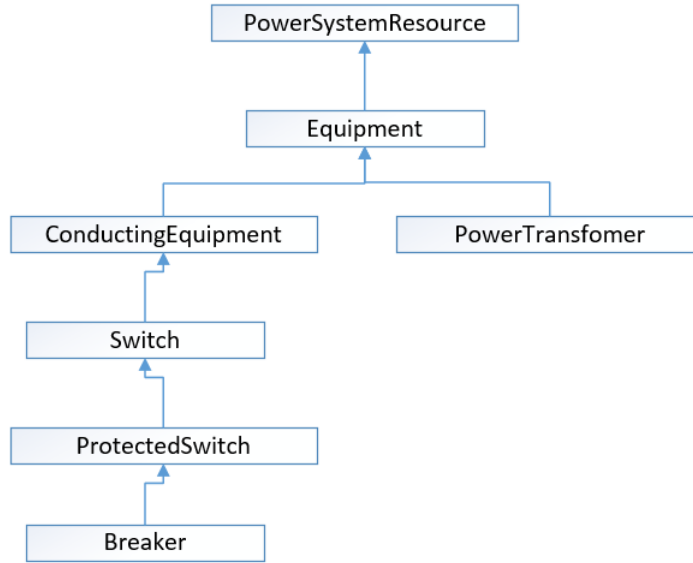 PowerSystemResource
Equipment
ConductingEquipment
PowerTransfomer
Switch
ProtectedSwitch
Breaker